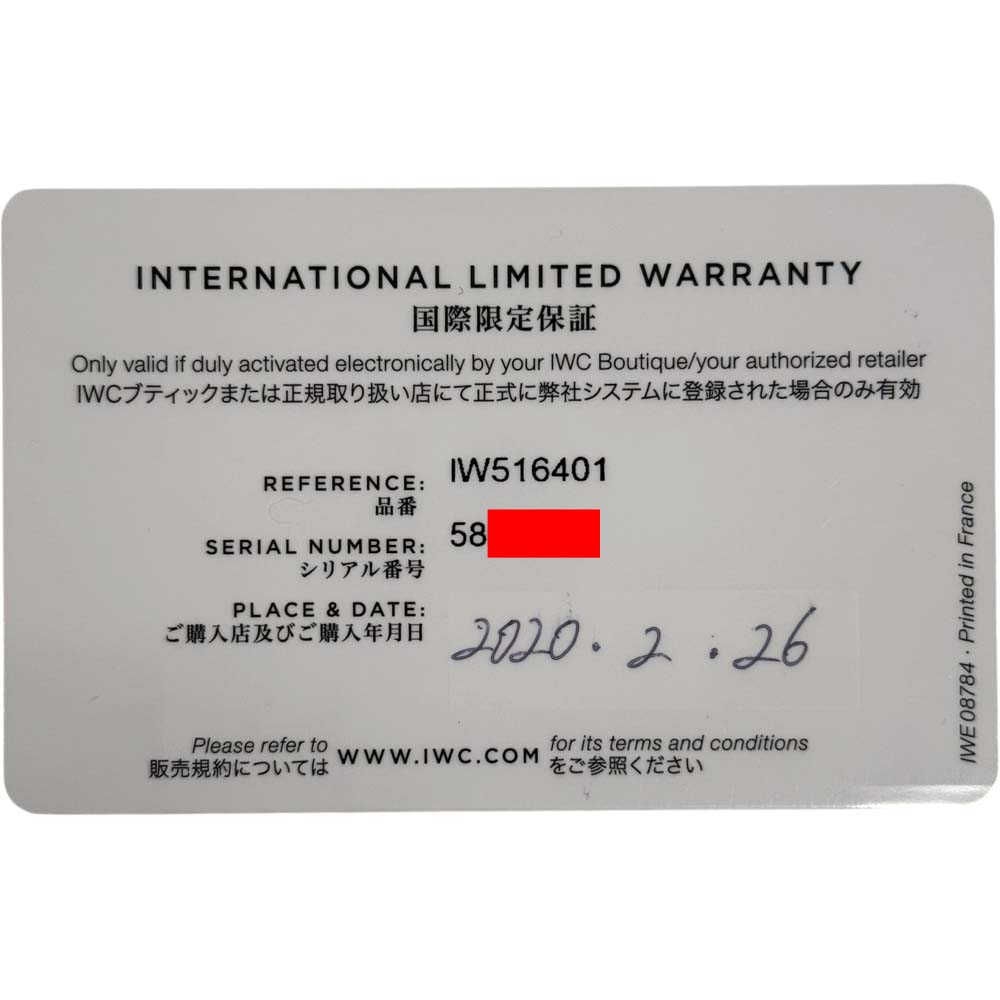 INTERNATIONAL LIMITED WARRANTY
国際限定保証
Only valid if duly activated electronically by your IWC Boutique/your authorized retailer
IWCブティックまたは正規取り扱い店にて正式に弊社システムに登録された場合のみ有効
REFERENCE: IW516401
品番
SERIAL NUMBER: 58
シリアル番号
PLACE & DATE: 2020.2.26
ご購入店及びご購入年月日
Please refer to WWW.IWC.COM for its terms and conditions
販売規約については をご参照ください
IWE 08784 · Printed in France